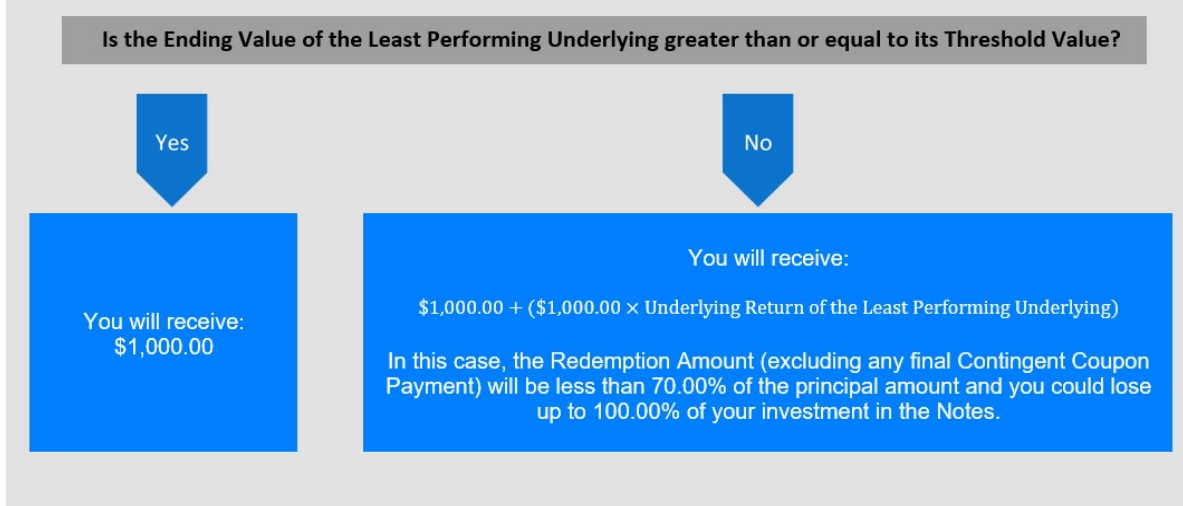 Is the Ending Value of the Least Performing Underlying greater than or equal to its Threshold Value?
Yes
No
You will receive:
$1,000.00
You will receive:
$1,000.00 + ($1,000.00 × Underlying Return of the Least Performing Underlying)
In this case, the Redemption Amount (excluding any final Contingent Coupon
Payment) will be less than 70.00% of the principal amount and you could lose
up to 100.00% of your investment in the Notes.